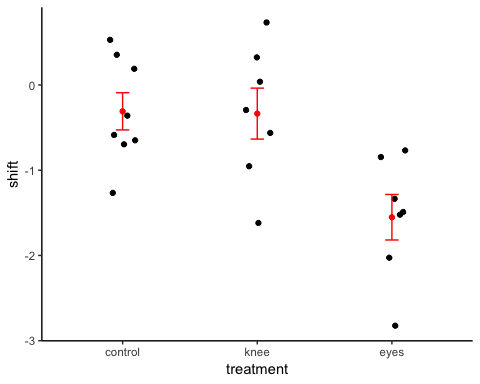 shift
0
-1
-2
-3
control knee eyes
treatment